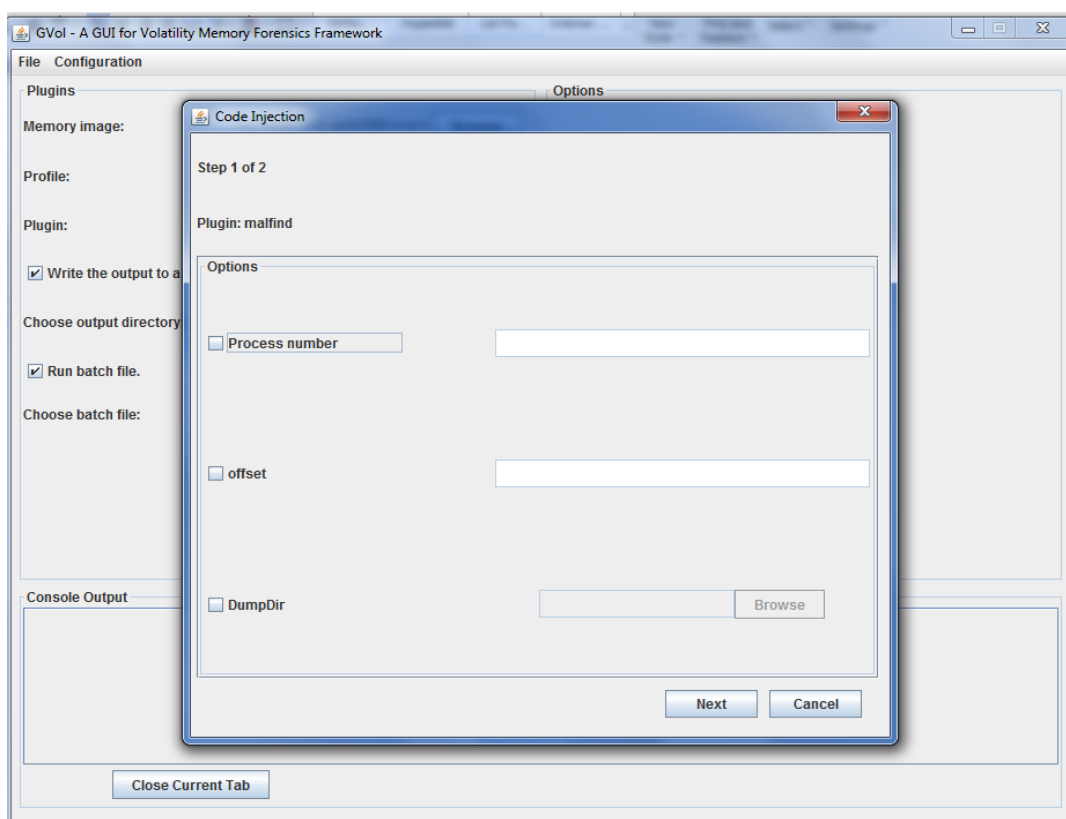 GVol - A GUI for Volatility Memory Forensics Framework
File Configuration
Plugins
Options
Code Injection
Memory image:
Step 1 of 2
Profile:
Plugin:
Plugin: malfind
Options
Write the output to a
Choose output directory
Process number
Run batch file.
Choose batch file:
offset
Console Output
DumpDir
Browse
Next
Cancel
Close Current Tab